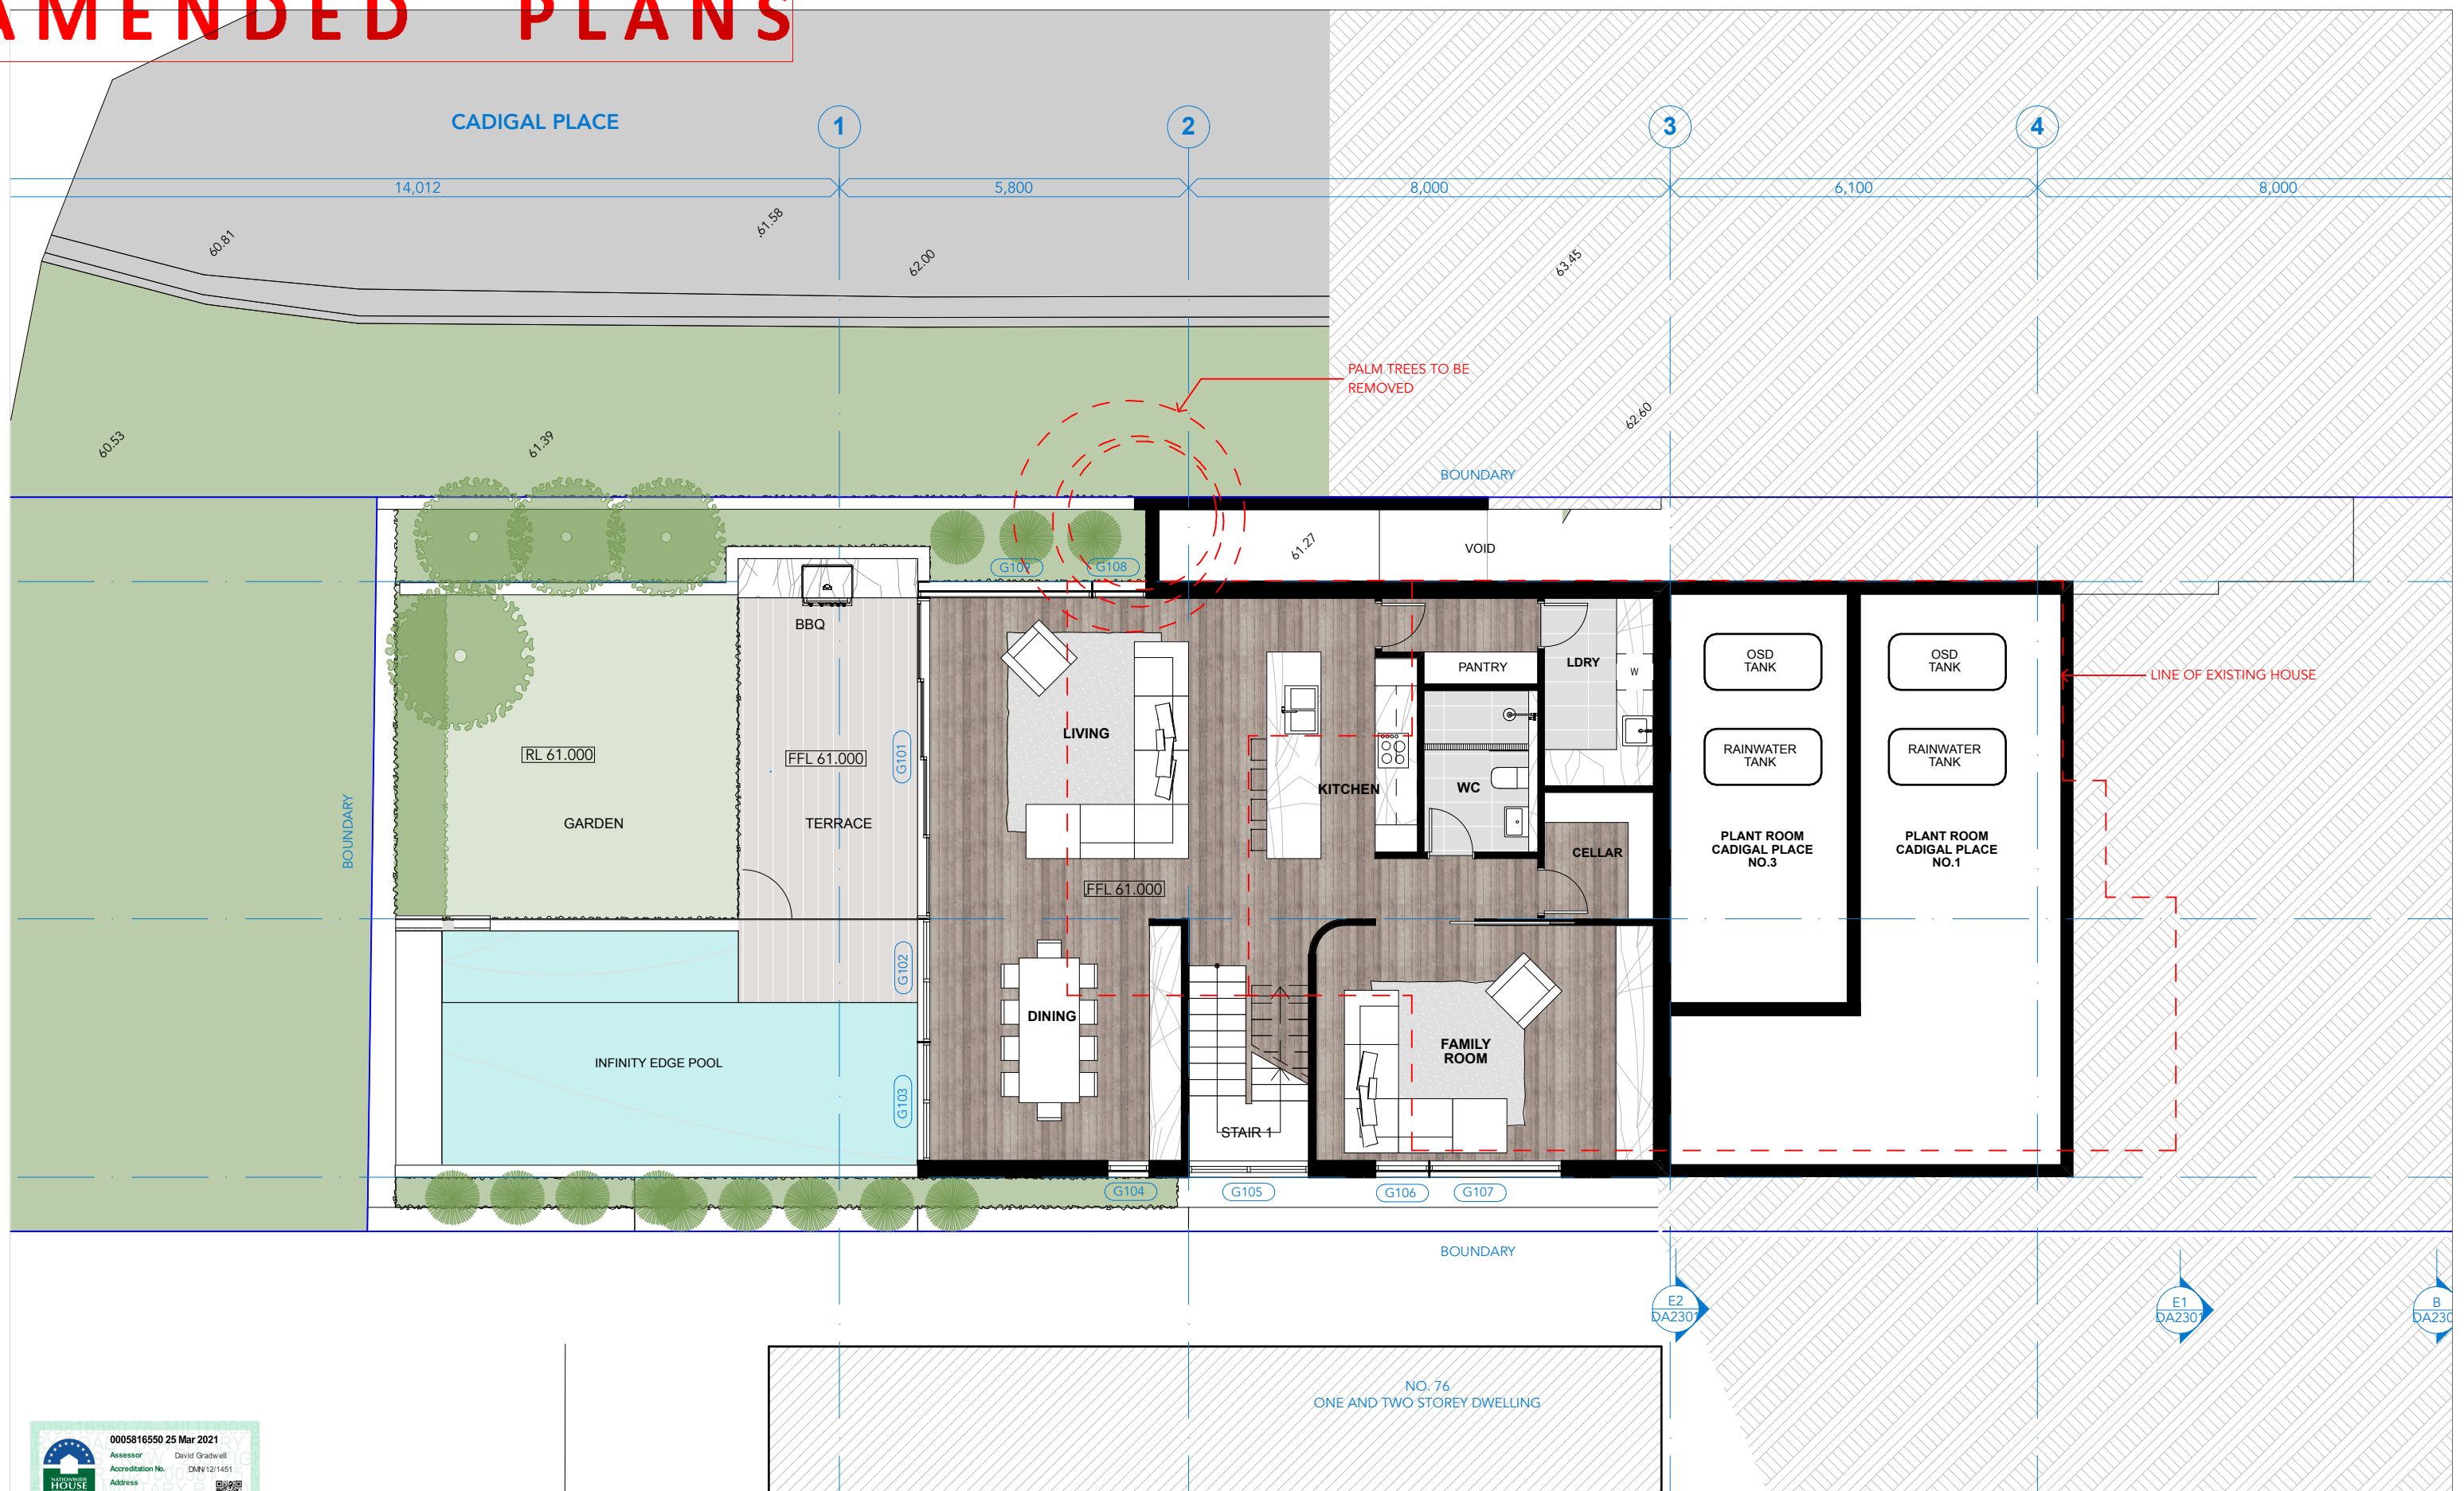 AMENDED PLANS
CADIGAL PLACE
1
2
3
4
14,012
5,800
8,000
6,100
8,000
60.81
61.58
62.00
63.45
PALM TREES TO BE
REMOVED
60.53
61.39
62.60
BOUNDARY
61.27
VOID
G109
G108
BBQ
PANTRY
LDRY
W
OSD
TANK
OSD
TANK
LINE OF EXISTING HOUSE
LIVING
RL 61.000
FFL 61.000
G101
RAINWATER
TANK
RAINWATER
TANK
KITCHEN
WC
BOUNDARY
GARDEN
TERRACE
CELLAR
PLANT ROOM
CADIGAL PLACE
NO.3
PLANT ROOM
CADIGAL PLACE
NO.1
FFL 61.000
G102
DINING
FAMILY
ROOM
INFINITY EDGE POOL
G103
STAIR 1
G104
G105
G106
G107
BOUNDARY
E2
DA2301
E1
DA2301
B
DA230
NO. 76
ONE AND TWO STOREY DWELLING
0005816550 25 Mar 2021
Assessor David Gradwell
Accreditation No. DMN/12/1451
Address
NATIONWIDE
HOUSE